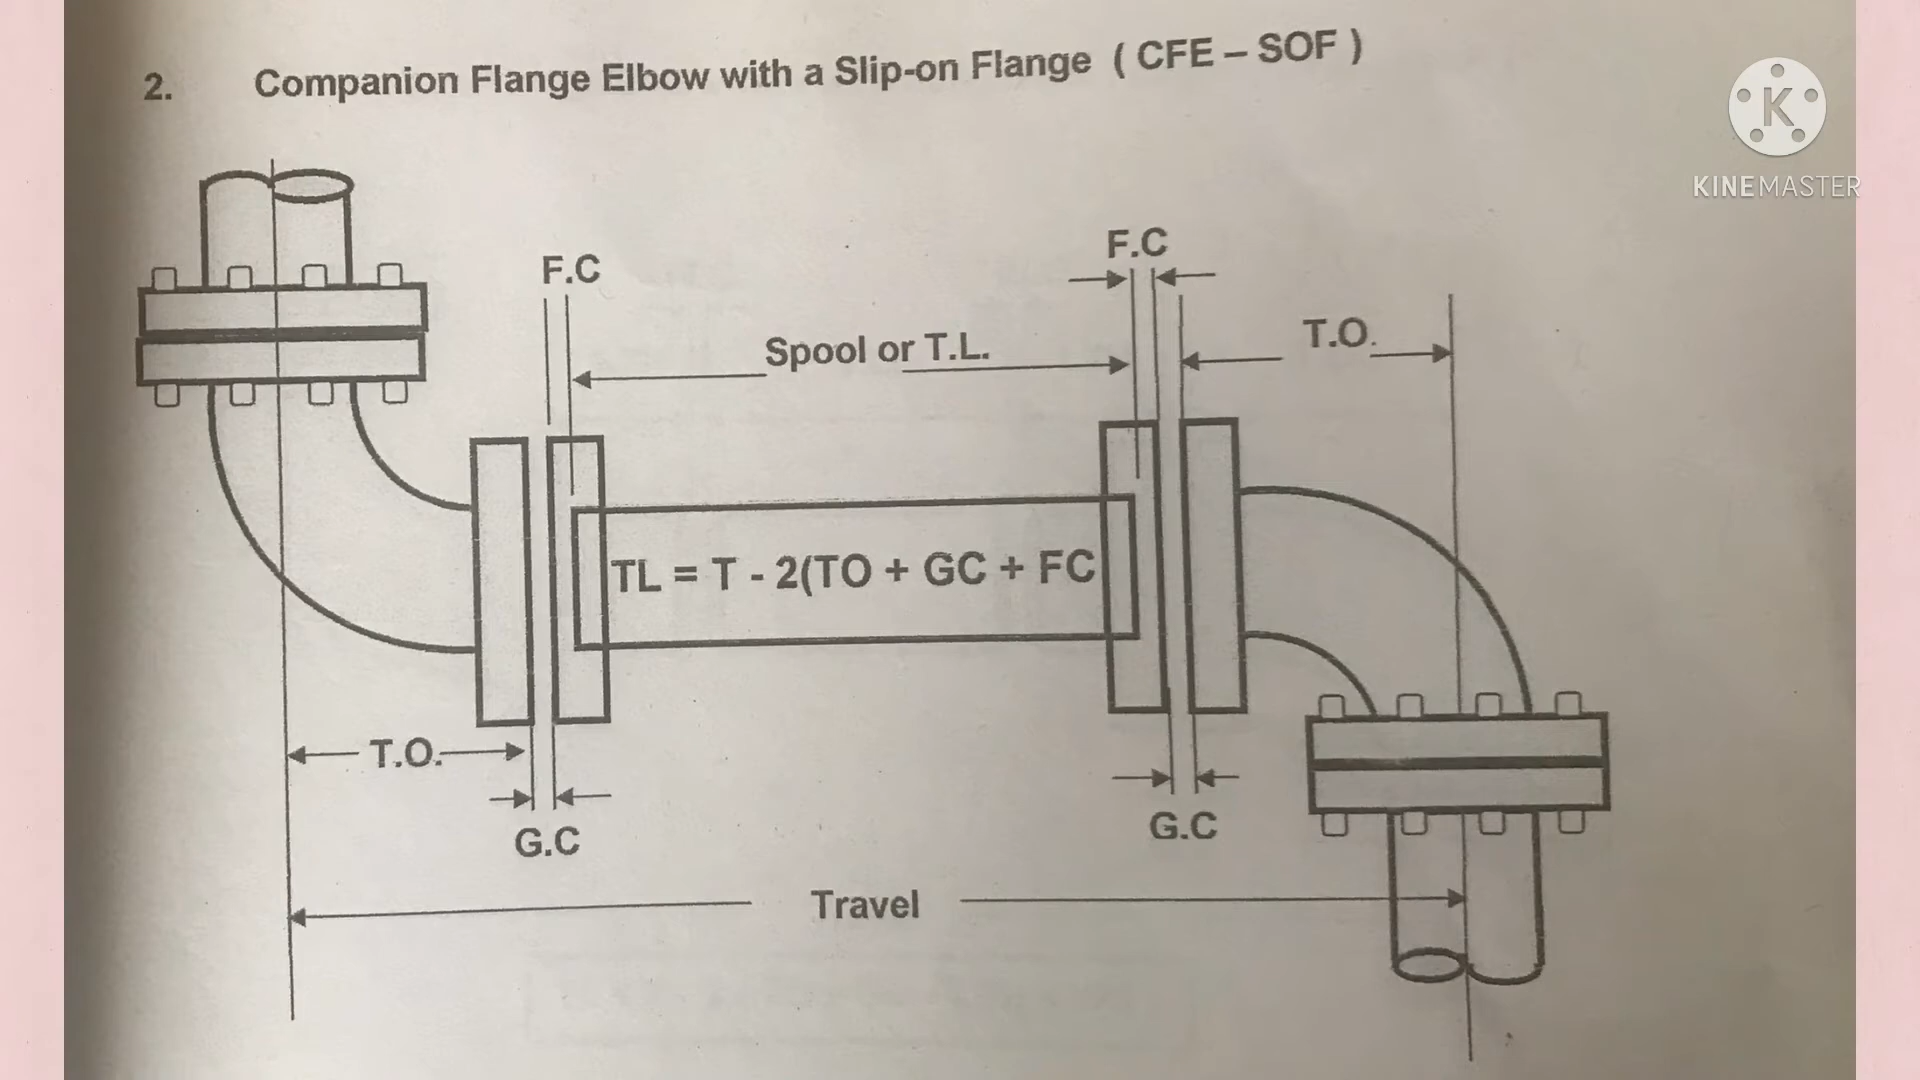 2. Companion Flange Elbow with a Slip-on Flange ( CFE – SOF )
K
KINEMASTER
F.C
F.C
Spool or T.L.
T.O.
TL = T - 2(TO + GC + FC
T.O.
G.C
G.C
Travel